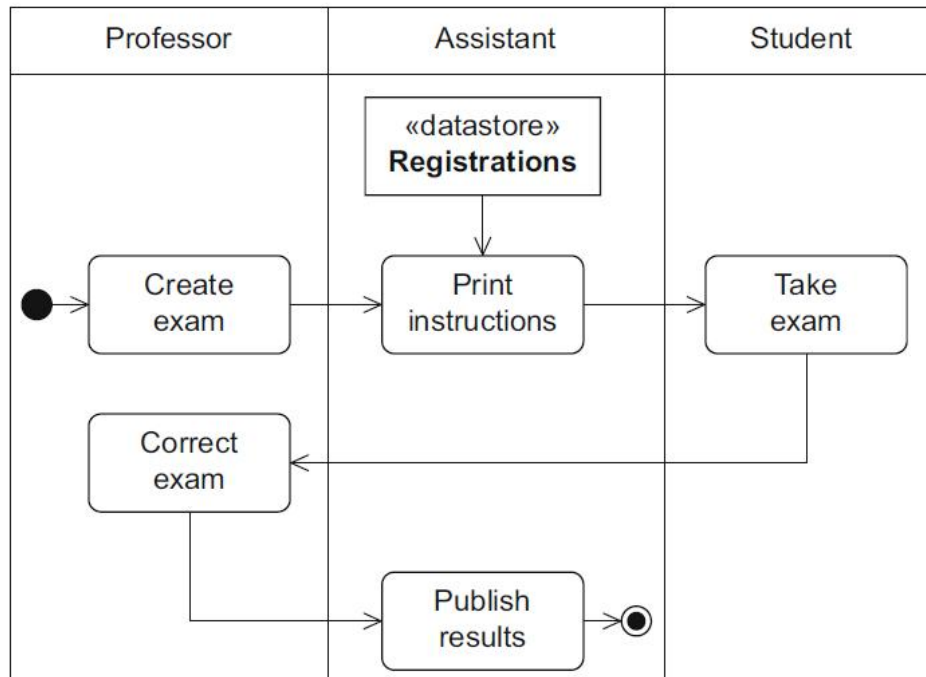 Professor
Assistant
Student
«datastore»
Registrations
Create
exam
Print
instructions
Take
exam
Correct
exam
Publish
results